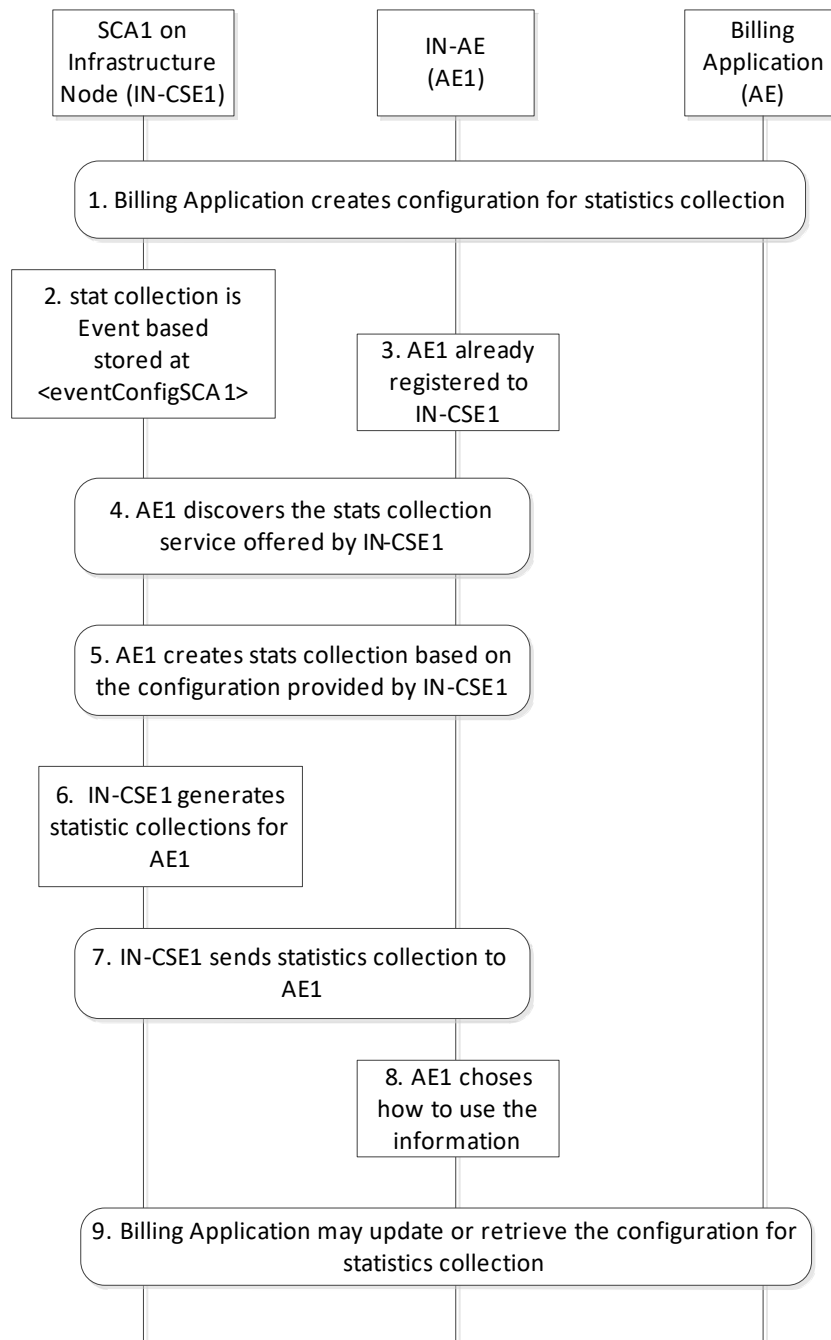 SCA1 on
Infrastructure
Node (IN-CSE1)
IN-AE
(AE1)
Billing
Application
(AE)
1. Billing Application creates configuration for statistics collection
2. stat collection is
Event based
stored at
<eventConfigSCA1>
3. AE1 already
registered to
IN-CSE1
4. AE1 discovers the stats collection
service offered by IN-CSE1
5. AE1 creates stats collection based on
the configuration provided by IN-CSE1
6. IN-CSE1 generates
statistic collections for
AE1
7. IN-CSE1 sends statistics collection to
AE1
8. AE1 choses
how to use the
information
9. Billing Application may update or retrieve the configuration for
statistics collection